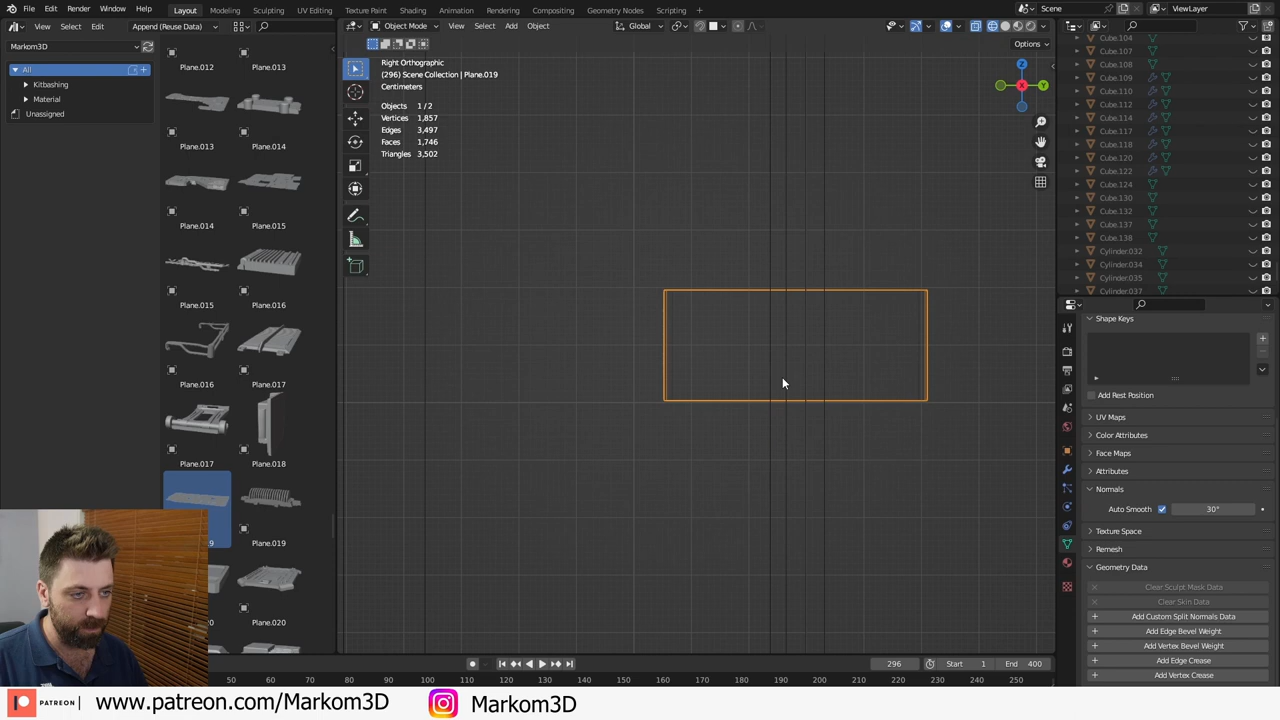 File Edit Render Window Help
Layout Modeling Sculpting UV Editing Texture Paint Shading Animation Rendering Compositing Geometry Nodes Scripting
Scene ViewLayer
View Select Edit Append (Reuse Data)
Object Mode View Select Add Object Global
Markom3D
All
Kitbashing
Material
Unassigned
Plane.012 Plane.013
Plane.013 Plane.014
Plane.014 Plane.015
Plane.015 Plane.016
Plane.016 Plane.017
Plane.017 Plane.018
Plane.019
Plane.020
Options
Right Orthographic
(296) Scene Collection | Plane.019
Centimeters
Objects 1 / 2
Vertices 1,857
Edges 3,497
Faces 1,746
Triangles 3,502
Z
Y
X
Cube.104
Cube.107
Cube.108
Cube.109
Cube.110
Cube.112
Cube.114
Cube.117
Cube.118
Cube.120
Cube.122
Cube.124
Cube.130
Cube.132
Cube.137
Cube.138
Cylinder.032
Cylinder.034
Cylinder.035
Cylinder.037
Shape Keys
Add Rest Position
UV Maps
Color Attributes
Face Maps
Attributes
Normals
Auto Smooth 30°
Texture Space
Remesh
Geometry Data
Clear Sculpt Mask Data
Clear Skin Data
Add Custom Split Normals Data
Add Edge Bevel Weight
Add Vertex Bevel Weight
Add Edge Crease
Add Vertex Crease
296 Start 1 End 400
50 60 70 80 90 100 110 120 130 140 150 160 170 180 190 200 210 220 230 240 250
PATREON www.patreon.com/Markom3D Markom3D